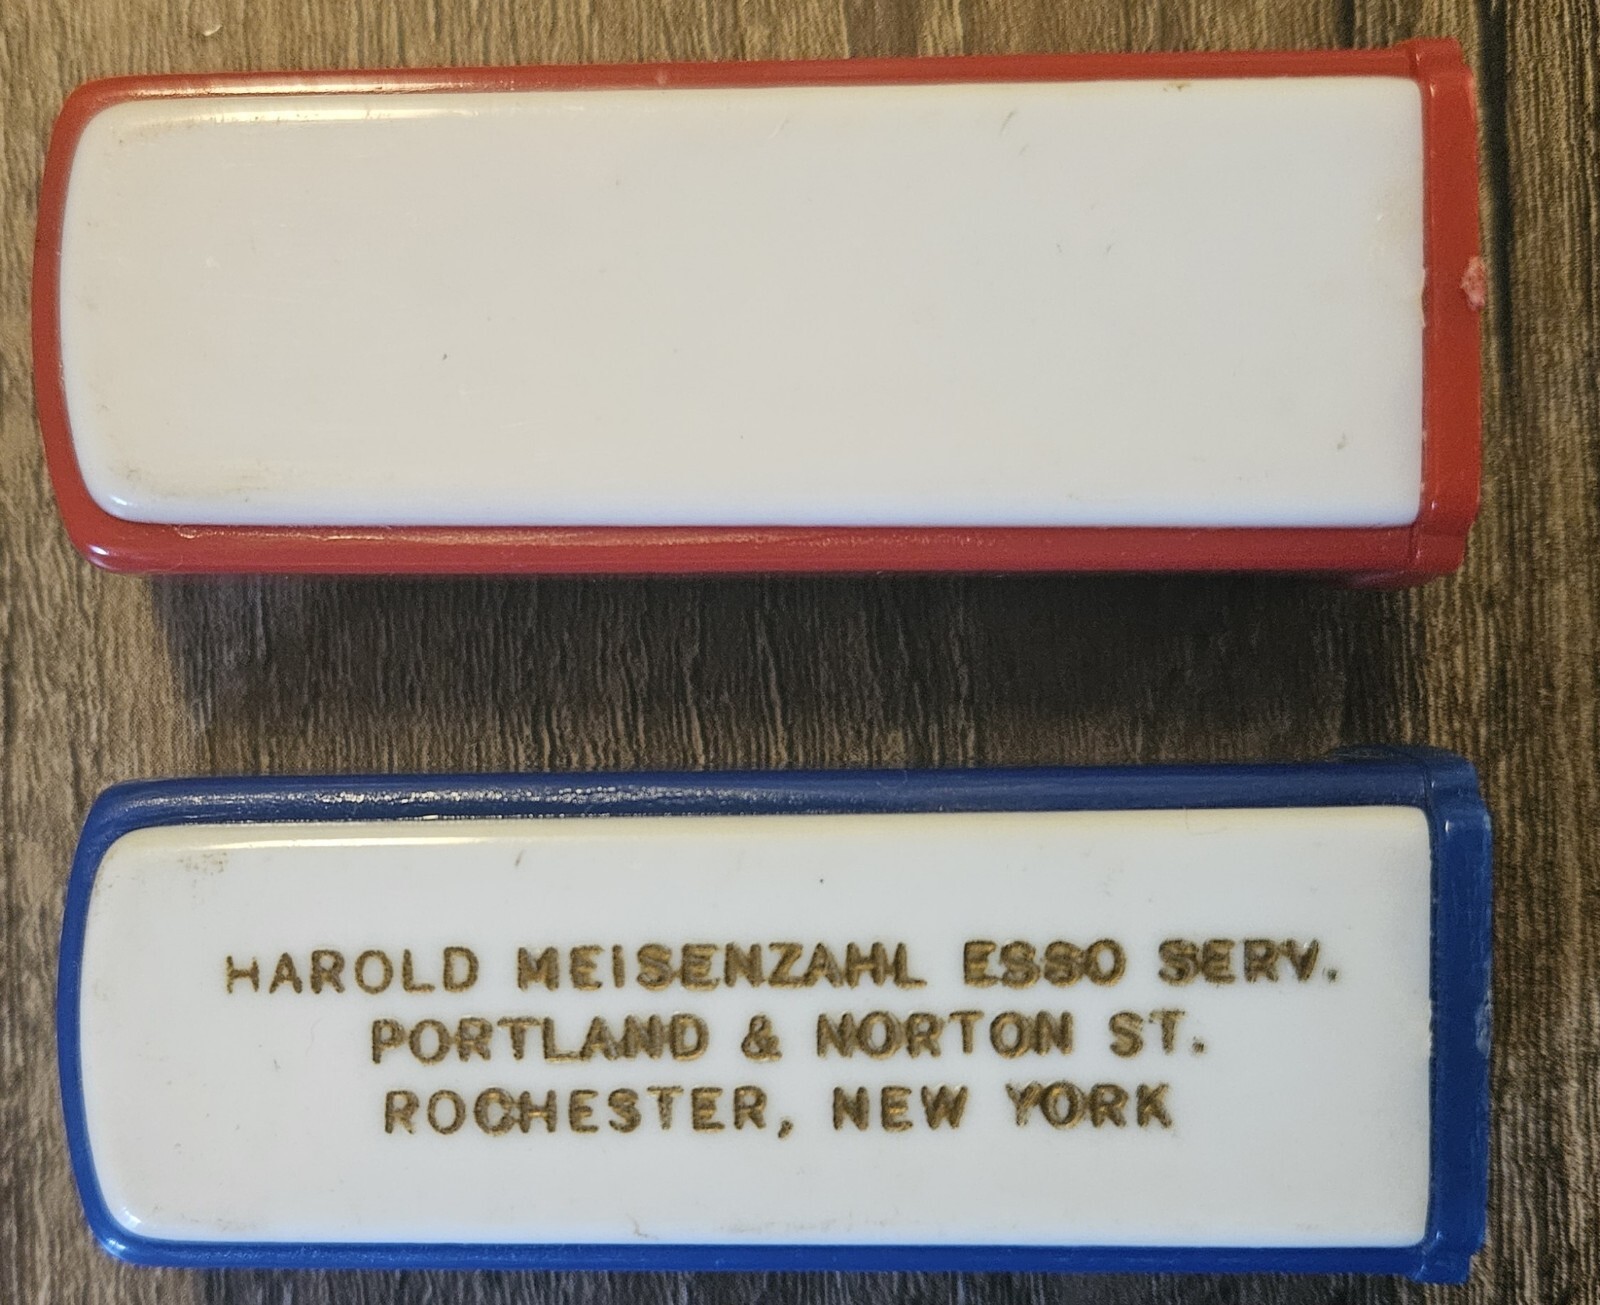 HAROLD MEISENZAHL ESSO SERV.
PORTLAND & NORTON ST.
ROCHESTER, NEW YORK